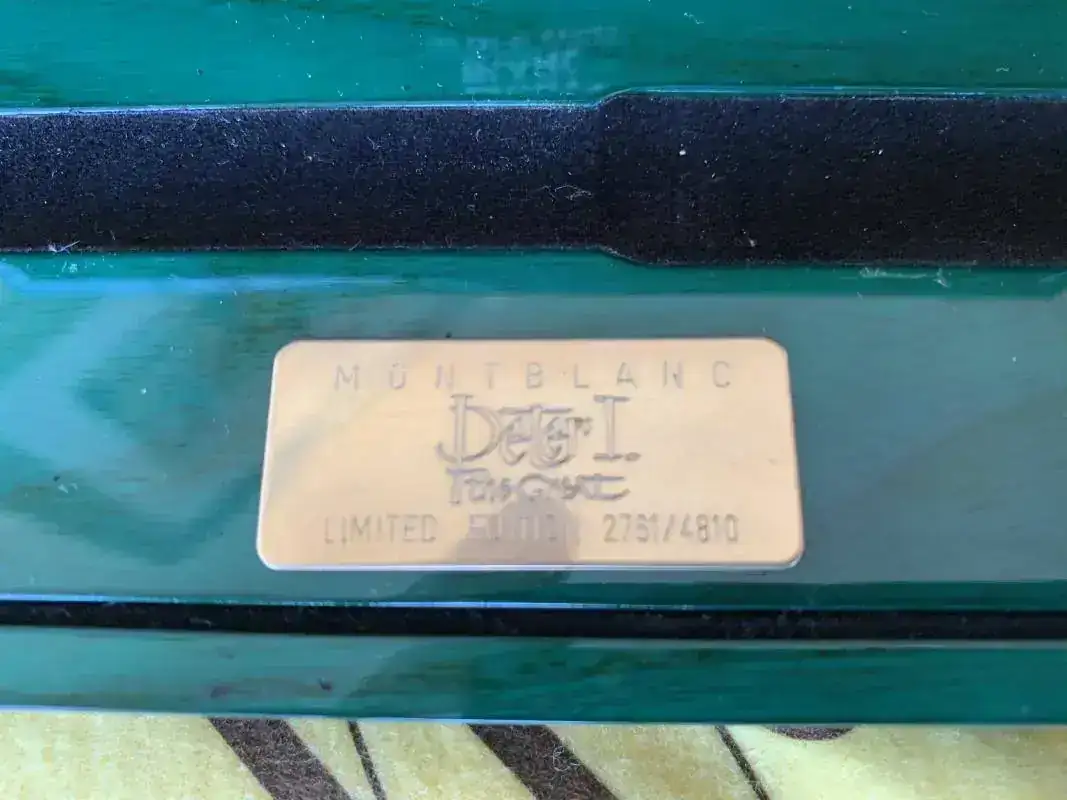 MONTBLANC
Peter I.
The Great
LIMITED EDITION 2761/4810